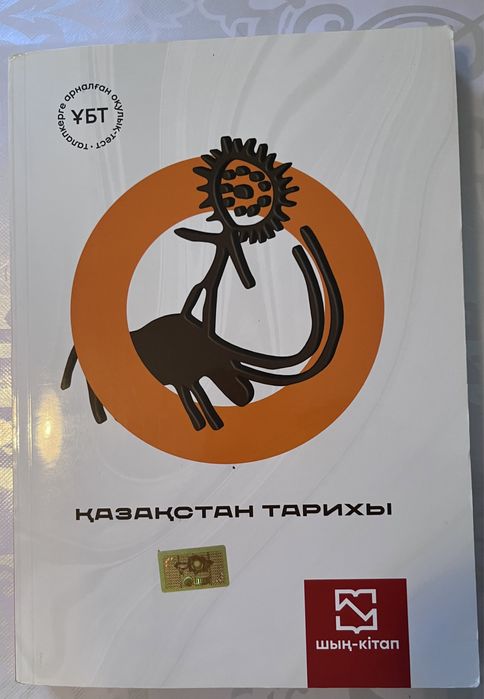 талапкерге арналған оқулық-тест •
ҰБТ
ҚАЗАҚСТАН ТАРИХЫ
шың-кітап